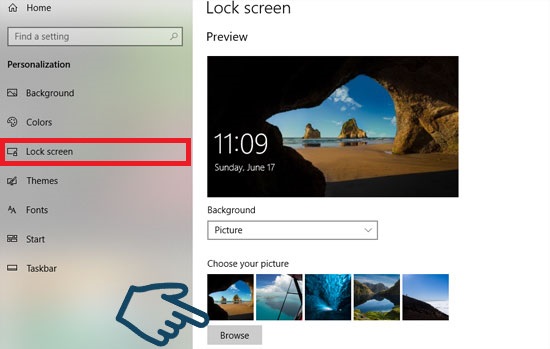 Home
Find a setting
Personalization
Background
Colors
Lock screen
Themes
Fonts
Start
Taskbar
Lock screen
Preview
11:09
Sunday, June 17
Background
Picture
Choose your picture
Browse